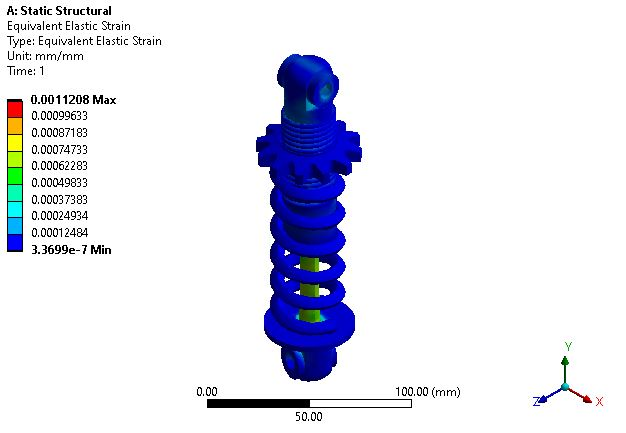 A: Static Structural
Equivalent Elastic Strain
Type: Equivalent Elastic Strain
Unit: mm/mm
Time: 1
0.0011208 Max
0.00099633
0.00087183
0.00074733
0.00062283
0.00049833
0.00037383
0.00024934
0.00012484
3.3699e-7 Min
0.00
100.00 (mm)
50.00
Y
Z
X